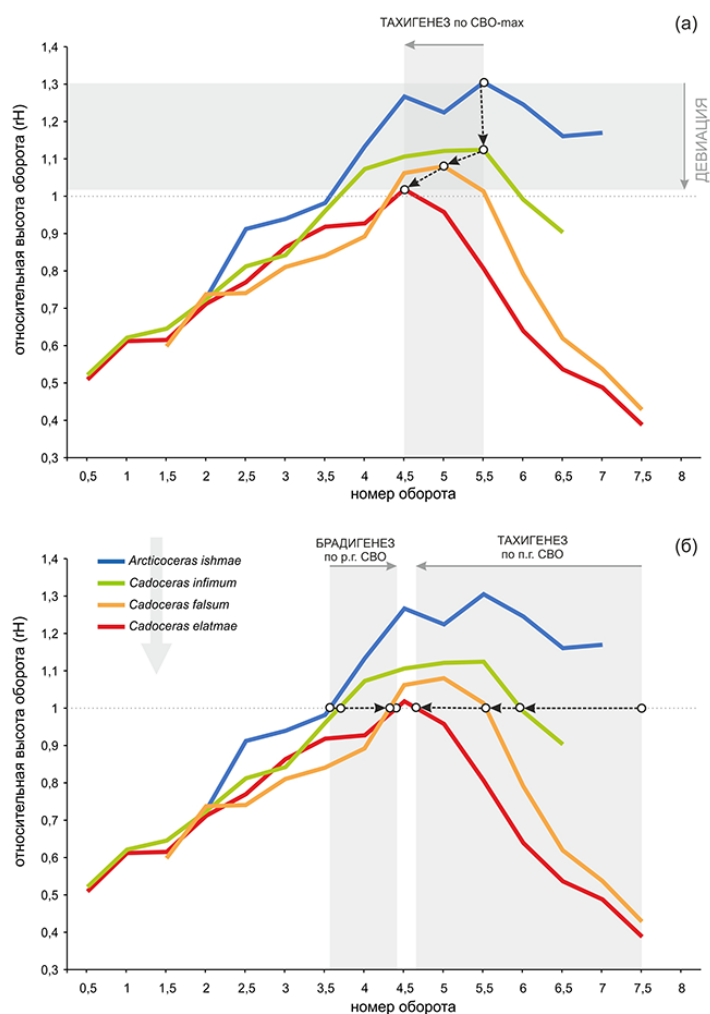 ТАХИГЕНЕЗ по СВО-max
(а)
1,4
1,3
1,2
1,1
1
0,9
0,8
0,7
0,6
0,5
0,4
0,3
относительная высота оборота (rH)
ДЕВИАЦИЯ
0,5 1 1,5 2 2,5 3 3,5 4 4,5 5 5,5 6 6,5 7 7,5 8
номер оборота
БРАДИГЕНЕЗ
по р.г. СВО
ТАХИГЕНЕЗ
по п.г. СВО
(б)
Arcticoceras ishmae
Cadoceras infimum
Cadoceras falsum
Cadoceras elatmae
1,4
1,3
1,2
1,1
1
0,9
0,8
0,7
0,6
0,5
0,4
0,3
относительная высота оборота (rH)
0,5 1 1,5 2 2,5 3 3,5 4 4,5 5 5,5 6 6,5 7 7,5 8
номер оборота